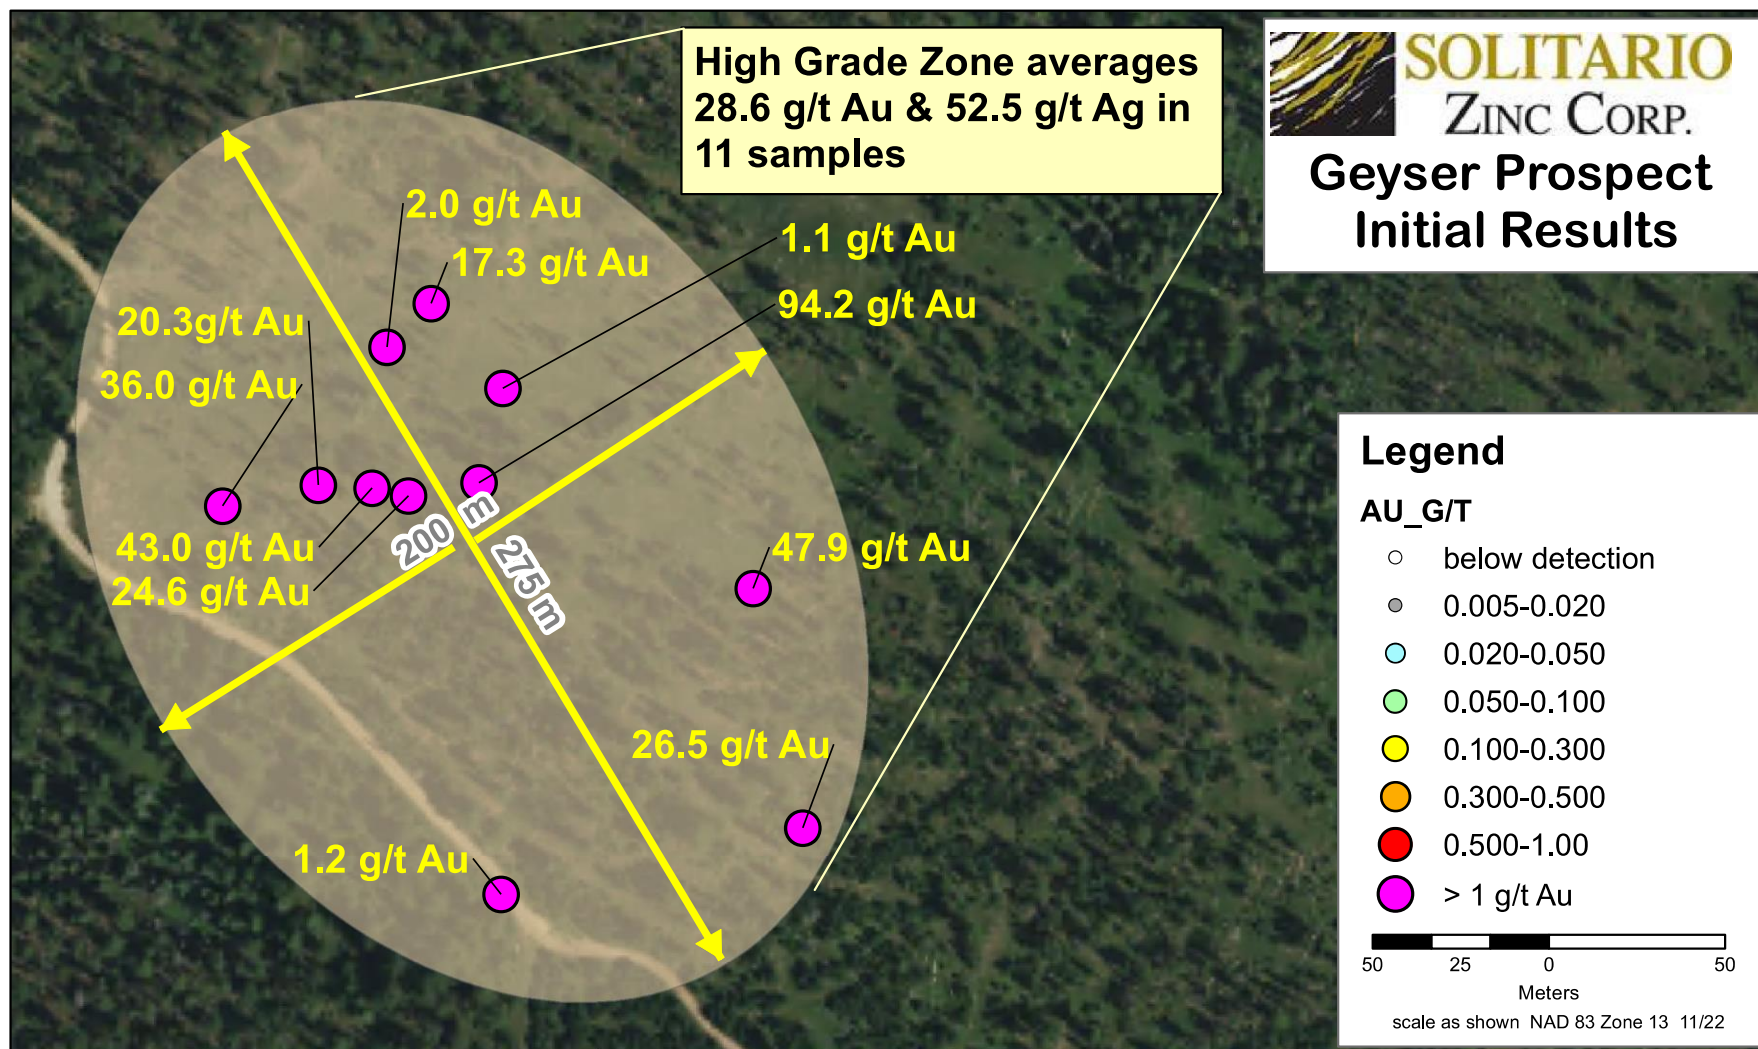 High Grade Zone averages
28.6 g/t Au & 52.5 g/t Ag in
11 samples
SOLITARIO
ZINC CORP.
Geyser Prospect
Initial Results
2.0 g/t Au
17.3 g/t Au
1.1 g/t Au
94.2 g/t Au
20.3g/t Au
36.0 g/t Au
43.0 g/t Au
24.6 g/t Au
200 m
275 m
47.9 g/t Au
26.5 g/t Au
1.2 g/t Au
Legend
AU_G/T
below detection
0.005-0.020
0.020-0.050
0.050-0.100
0.100-0.300
0.300-0.500
0.500-1.00
> 1 g/t Au
50 25 0 50
Meters
scale as shown NAD 83 Zone 13 11/22